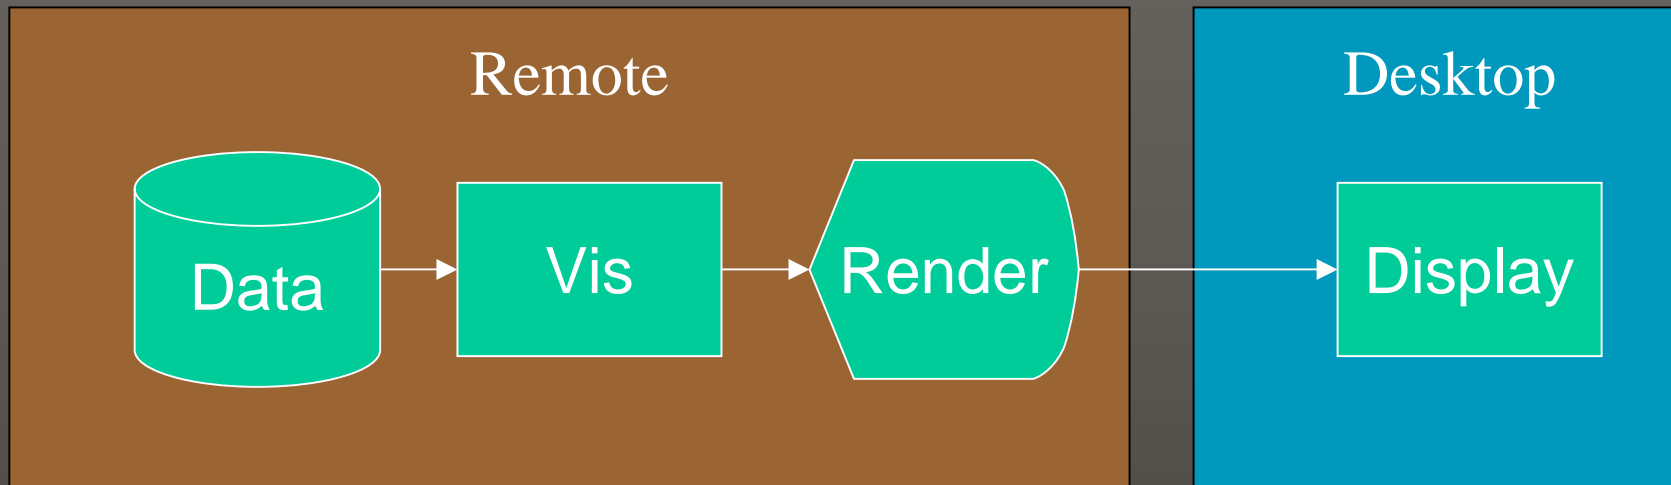 Remote
Desktop
Data
Vis
Render
Display